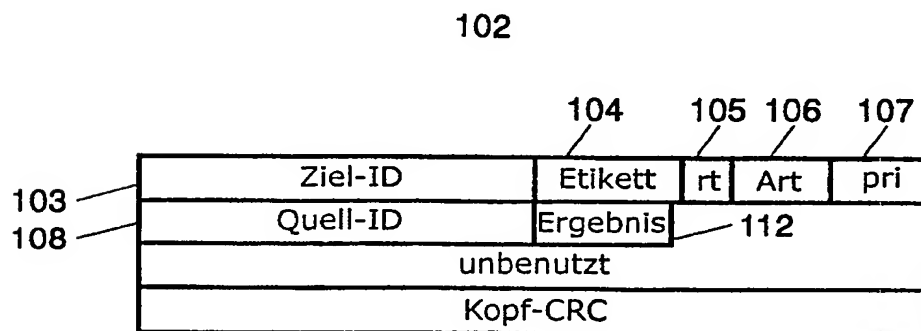 102
104 105 106 107
103 Ziel-ID Etikett rt Art pri
108 Quell-ID Ergebnis 112
unbenutzt
Kopf-CRC